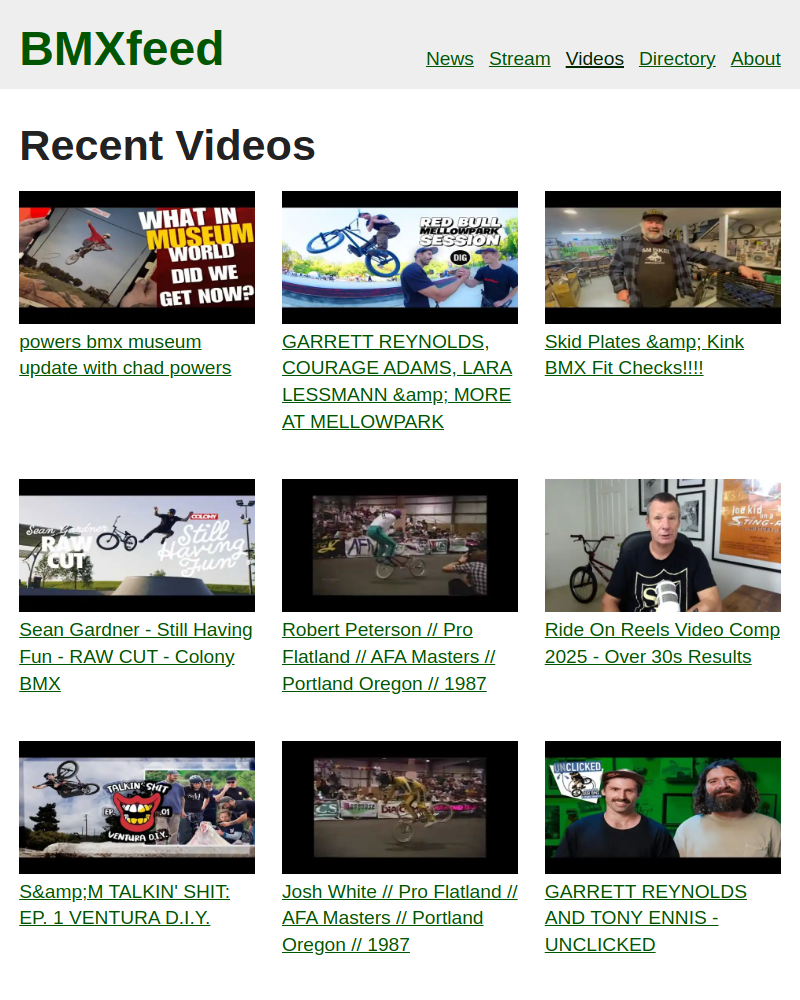 BMXfeed
News Stream Videos Directory About
Recent Videos
WHAT IN
MUSEUM
WORLD
DID WE
GET NOW?
powers bmx museum
update with chad powers
RED BULL
MELLOWPARK
SESSION
DIG
GARRETT REYNOLDS,
COURAGE ADAMS, LARA
LESSMANN &amp; MORE
AT MELLOWPARK
Skid Plates &amp; Kink
BMX Fit Checks!!!!
Sean Gardner
RAW
CUT
COLONY
Still
Having
Fun
Sean Gardner - Still Having
Fun - RAW CUT - Colony
BMX
Robert Peterson // Pro
Flatland // AFA Masters //
Portland Oregon // 1987
joe kid
on a
STING-R
Ride On Reels Video Comp
2025 - Over 30s Results
TALKIN' SHIT
EP. .01
VENTURA D.I.Y.
S&amp;M TALKIN' SHIT:
EP. 1 VENTURA D.I.Y.
Josh White // Pro Flatland //
AFA Masters // Portland
Oregon // 1987
UNCLICKED
GARRETT REYNOLDS
AND TONY ENNIS -
UNCLICKED